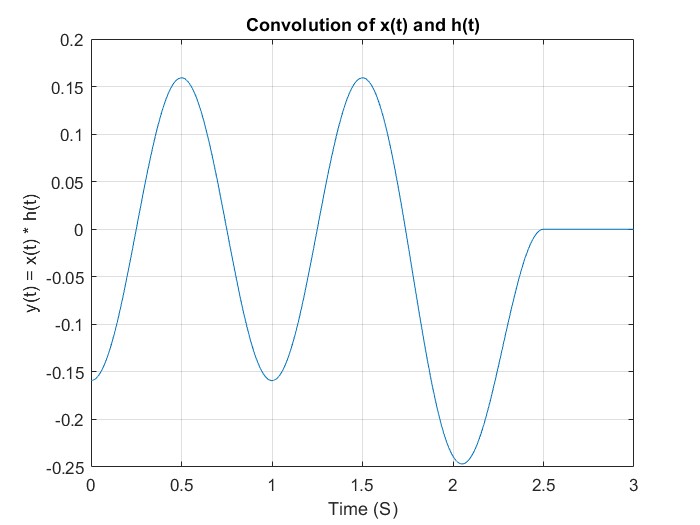 Convolution of x(t) and h(t)
0.2
0.15
0.1
0.05
0
-0.05
-0.1
-0.15
-0.2
-0.25
y(t) = x(t) * h(t)
0 0.5 1 1.5 2 2.5 3
Time (S)